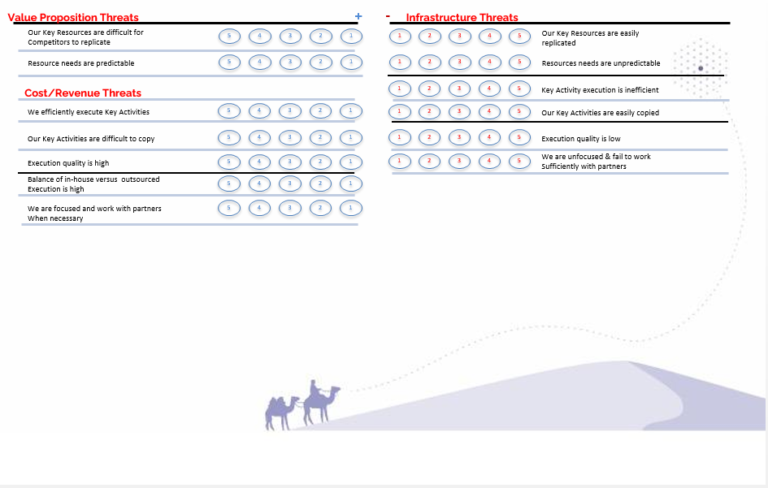 Value Proposition Threats +
Our Key Resources are difficult for
Competitors to replicate
5 4 3 2 1
Resource needs are predictable
5 4 3 2 1
Cost/Revenue Threats
We efficiently execute Key Activities
5 4 3 2 1
Our Key Activities are difficult to copy
5 4 3 2 1
Execution quality is high
5 4 3 2 1
Balance of in-house versus outsourced
Execution is high
5 4 3 2 1
We are focused and work with partners
When necessary
5 4 3 2 1
- Infrastructure Threats
1 2 3 4 5
Our Key Resources are easily
replicated
1 2 3 4 5
Resources needs are unpredictable
1 2 3 4 5
Key Activity execution is inefficient
1 2 3 4 5
Our Key Activities are easily copied
1 2 3 4 5
Execution quality is low
1 2 3 4 5
We are unfocused & fail to work
Sufficiently with partners